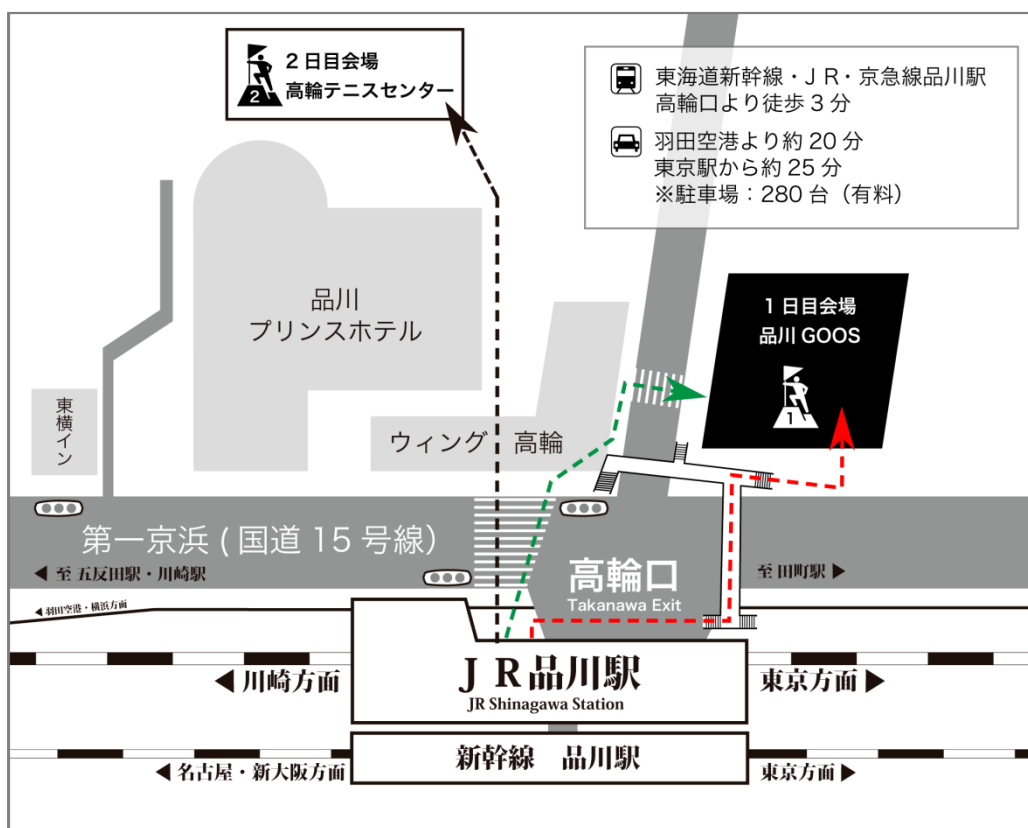 2日目会場
高輪テニスセンター
2
東海道新幹線・JR・京急線品川駅
高輪口より徒歩3分
羽田空港より約20分
東京駅から約25分
※駐車場：280台（有料）
品川
プリンスホテル
1日目会場
品川GOOS
1
東横イン
ウィング 高輪
第一京浜(国道15号線）
◀ 至 五反田駅・川崎駅
高輪口
Takanawa Exit
至 田町駅 ▶
◀ 羽田空港・横浜方面
◀ 川崎方面
JR品川駅
JR Shinagawa Station
東京方面 ▶
◀ 名古屋・新大阪方面
新幹線 品川駅
東京方面 ▶